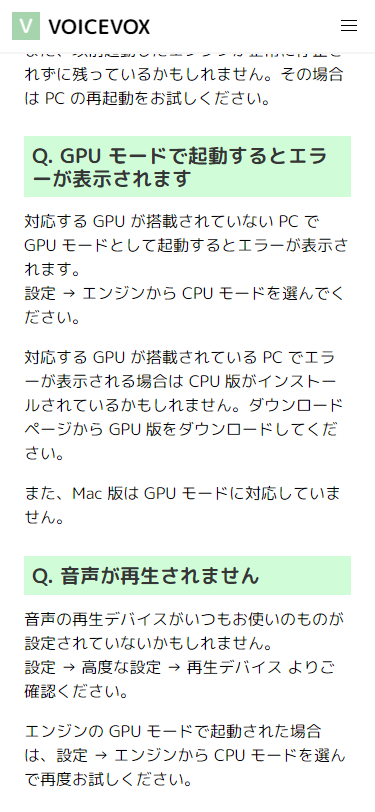 V VOICEVOX
れずに残っているかもしれません。その場合
は PC の再起動をお試しください。
Q. GPU モードで起動するとエラ
ーが表示されます
対応する GPU が搭載されていない PC で
GPU モードとして起動するとエラーが表示さ
れます。
設定 → エンジンから CPU モードを選んでく
ださい。
対応する GPU が搭載されている PC でエラ
ーが表示される場合は CPU 版がインストー
ルされているかもしれません。ダウンロード
ページから GPU 版をダウンロードしてくだ
さい。
また、Mac 版は GPU モードに対応していま
せん。
Q. 音声が再生されません
音声の再生デバイスがいつもお使いのものが
設定されていないかもしれません。
設定 → 高度な設定 → 再生デバイス よりご
確認ください。
エンジンの GPU モードで起動された場合
は、設定 → エンジンから CPU モードを選ん
で再度お試しください。